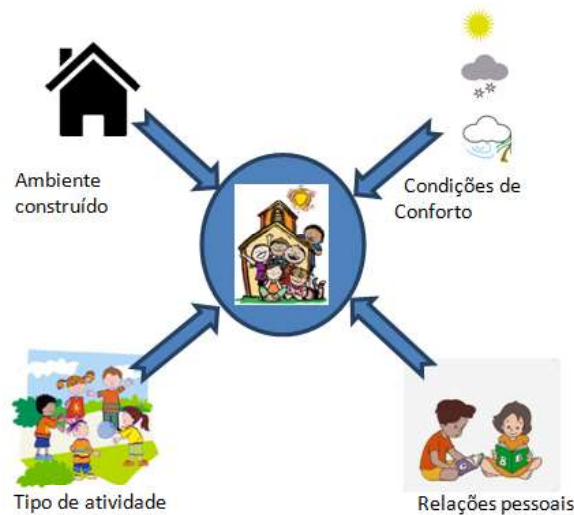 Ambiente
construído
Condições de
Conforto
Tipo de atividade
Relações pessoais